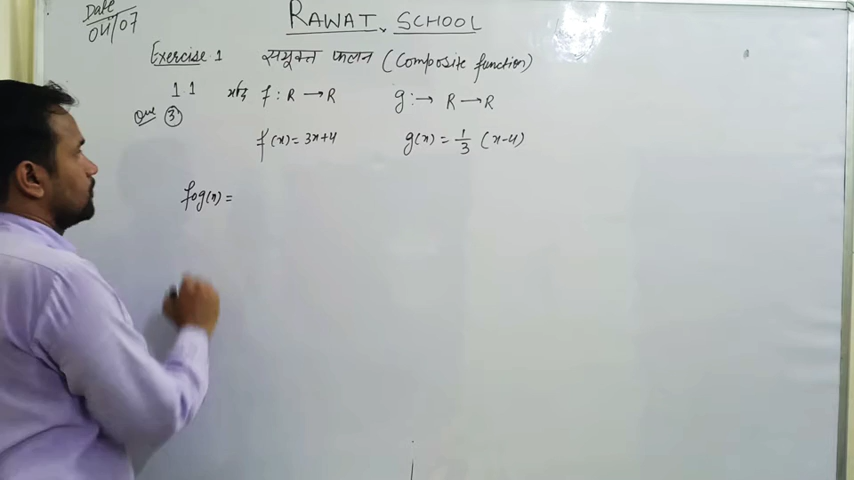 Date
04/07
RAWAT SCHOOL
Exercise 1 संयुक्त फलन (Composite function)
1.1 यदि f : R → R g : → R → R
Que ③
f(x) = 3x+4 g(x) = 1/3 (x-4)
fog(x) =